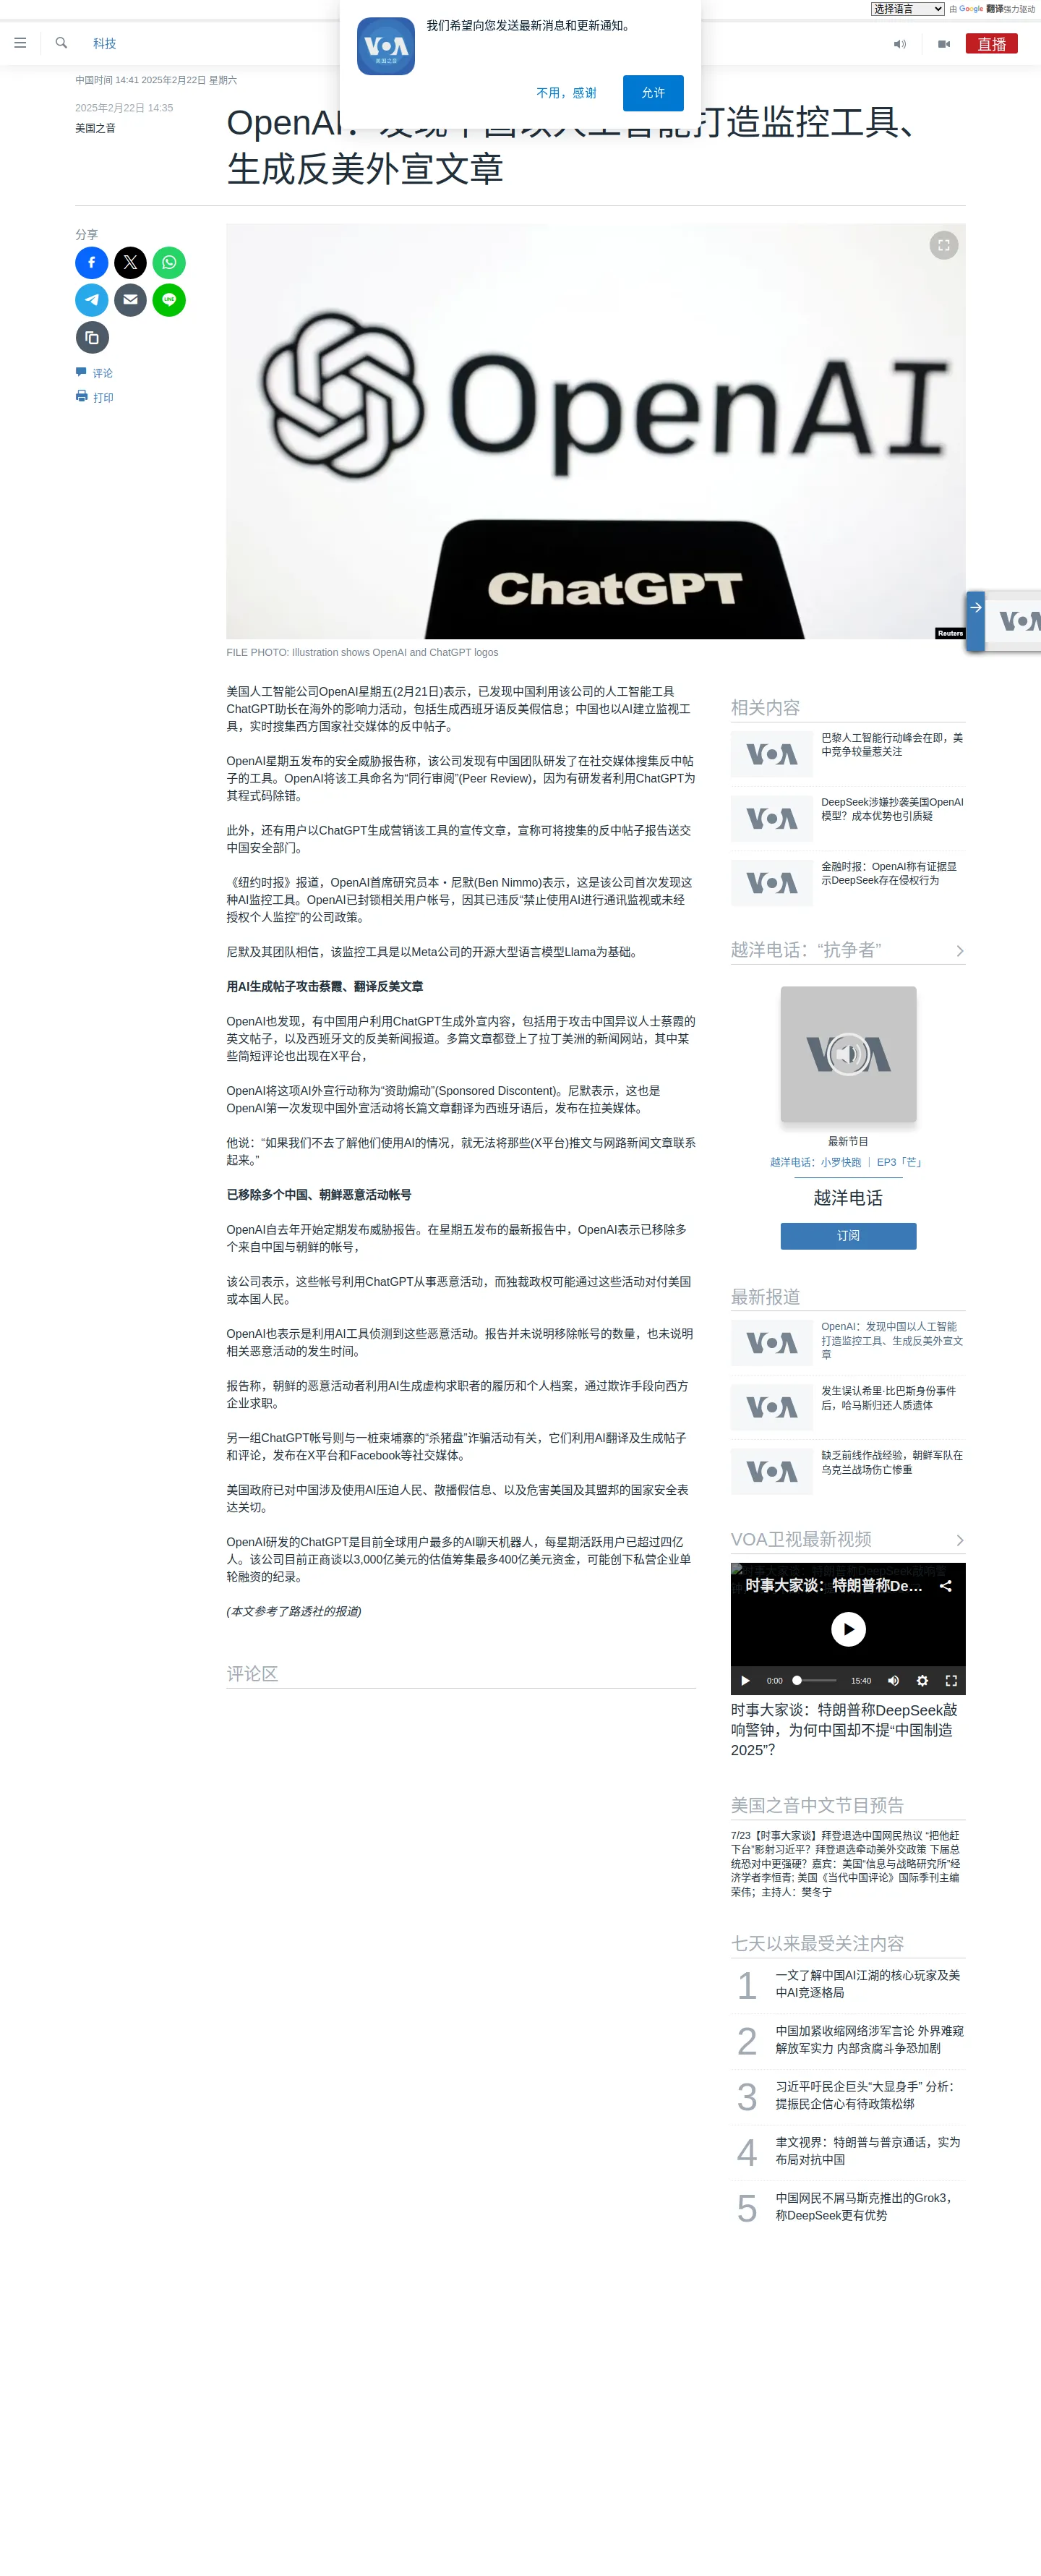 选择语言
由 Google 翻译强力驱动
科技
直播
我们希望向您发送最新消息和更新通知。
VOA
美国之音
不用，感谢
允许
中国时间 14:41 2025年2月22日 星期六
2025年2月22日 14:35
美国之音
OpenAI：发现中国以人工智能打造监控工具、
生成反美外宣文章
分享
评论
打印
OpenAI
ChatGPT
Reuters
VOA
FILE PHOTO: Illustration shows OpenAI and ChatGPT logos
美国人工智能公司OpenAI星期五(2月21日)表示，已发现中国利用该公司的人工智能工具
ChatGPT助长在海外的影响力活动，包括生成西班牙语反美假信息；中国也以AI建立监视工
具，实时搜集西方国家社交媒体的反中帖子。
OpenAI星期五发布的安全威胁报告称，该公司发现有中国团队研发了在社交媒体搜集反中帖
子的工具。OpenAI将该工具命名为“同行审阅”(Peer Review)，因为有研发者利用ChatGPT为
其程式码除错。
此外，还有用户以ChatGPT生成营销该工具的宣传文章，宣称可将搜集的反中帖子报告送交
中国安全部门。
《纽约时报》报道，OpenAI首席研究员本・尼默(Ben Nimmo)表示，这是该公司首次发现这
种AI监控工具。OpenAI已封锁相关用户帐号，因其已违反“禁止使用AI进行通讯监视或未经
授权个人监控”的公司政策。
尼默及其团队相信，该监控工具是以Meta公司的开源大型语言模型Llama为基础。
用AI生成帖子攻击蔡霞、翻译反美文章
OpenAI也发现，有中国用户利用ChatGPT生成外宣内容，包括用于攻击中国异议人士蔡霞的
英文帖子，以及西班牙文的反美新闻报道。多篇文章都登上了拉丁美洲的新闻网站，其中某
些简短评论也出现在X平台，
OpenAI将这项AI外宣行动称为“资助煽动”(Sponsored Discontent)。尼默表示，这也是
OpenAI第一次发现中国外宣活动将长篇文章翻译为西班牙语后，发布在拉美媒体。
他说：“如果我们不去了解他们使用AI的情况，就无法将那些(X平台)推文与网路新闻文章联系
起来。”
已移除多个中国、朝鲜恶意活动帐号
OpenAI自去年开始定期发布威胁报告。在星期五发布的最新报告中，OpenAI表示已移除多
个来自中国与朝鲜的帐号，
该公司表示，这些帐号利用ChatGPT从事恶意活动，而独裁政权可能通过这些活动对付美国
或本国人民。
OpenAI也表示是利用AI工具侦测到这些恶意活动。报告并未说明移除帐号的数量，也未说明
相关恶意活动的发生时间。
报告称，朝鲜的恶意活动者利用AI生成虚构求职者的履历和个人档案，通过欺诈手段向西方
企业求职。
另一组ChatGPT帐号则与一桩柬埔寨的“杀猪盘”诈骗活动有关，它们利用AI翻译及生成帖子
和评论，发布在X平台和Facebook等社交媒体。
美国政府已对中国涉及使用AI压迫人民、散播假信息、以及危害美国及其盟邦的国家安全表
达关切。
OpenAI研发的ChatGPT是目前全球用户最多的AI聊天机器人，每星期活跃用户已超过四亿
人。该公司目前正商谈以3,000亿美元的估值筹集最多400亿美元资金，可能创下私营企业单
轮融资的纪录。
(本文参考了路透社的报道)
评论区
相关内容
VOA
巴黎人工智能行动峰会在即，美
中竞争较量惹关注
VOA
DeepSeek涉嫌抄袭美国OpenAI
模型？成本优势也引质疑
VOA
金融时报：OpenAI称有证据显
示DeepSeek存在侵权行为
越洋电话：“抗争者”
VOA
最新节目
越洋电话：小罗快跑 ｜ EP3「芒」
越洋电话
订阅
最新报道
VOA
OpenAI：发现中国以人工智能
打造监控工具、生成反美外宣文
章
VOA
发生误认希里·比巴斯身份事件
后，哈马斯归还人质遗体
VOA
缺乏前线作战经验，朝鲜军队在
乌克兰战场伤亡惨重
VOA卫视最新视频
时事大家谈：特朗普称De…
0:00
15:40
时事大家谈：特朗普称DeepSeek敲
响警钟，为何中国却不提“中国制造
2025”？
美国之音中文节目预告
7/23【时事大家谈】拜登退选中国网民热议 “把他赶
下台”影射习近平？拜登退选牵动美外交政策 下届总
统恐对中更强硬？嘉宾：美国“信息与战略研究所”经
济学者李恒青; 美国《当代中国评论》国际季刊主编
荣伟；主持人：樊冬宁
七天以来最受关注内容
1
一文了解中国AI江湖的核心玩家及美
中AI竞逐格局
2
中国加紧收缩网络涉军言论 外界难窥
解放军实力 内部贪腐斗争恐加剧
3
习近平吁民企巨头“大显身手” 分析：
提振民企信心有待政策松绑
4
聿文视界：特朗普与普京通话，实为
布局对抗中国
5
中国网民不屑马斯克推出的Grok3，
称DeepSeek更有优势